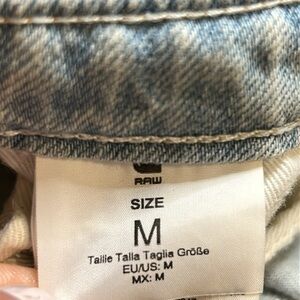 RAW
SIZE
M
Taille Talla Taglia Größe
EU/US: M
MX: M